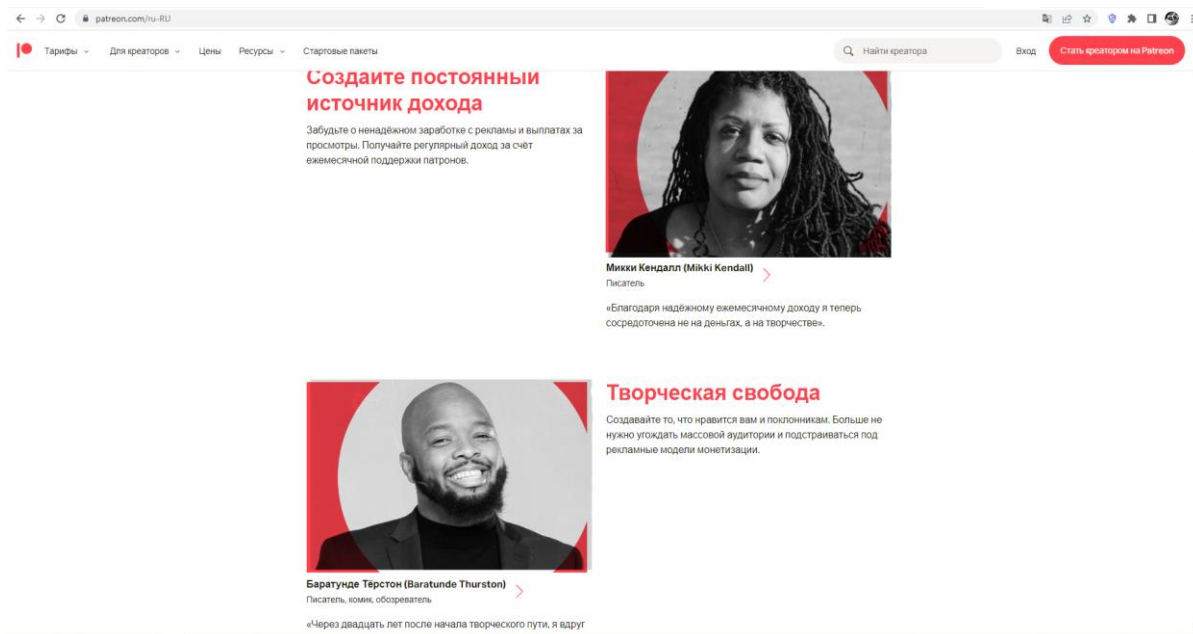 patreon.com/ru-RU
Тарифы
Для креаторов
Цены
Ресурсы
Стартовые пакеты
Найти креатора
Вход
Стать креатором на Patreon
Создайте постоянный
источник дохода
Забудьте о ненадёжном заработке с рекламы и выплатах за
просмотры. Получайте регулярный доход за счёт
ежемесячной поддержки патронов.
Микки Кендалл (Mikki Kendall)
Писатель
«Благодаря надёжному ежемесячному доходу я теперь
сосредоточена не на деньгах, а на творчестве».
Творческая свобода
Создавайте то, что нравится вам и поклонникам. Больше не
нужно угождать массовой аудитории и подстраиваться под
рекламные модели монетизации.
Баратунде Тёрстон (Baratunde Thurston)
Писатель, комик, обозреватель
«Через двадцать лет после начала творческого пути, я вдруг